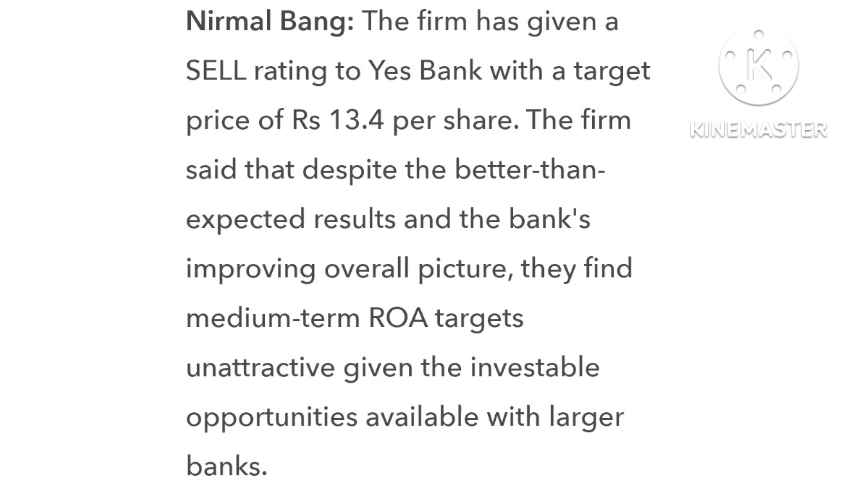 Nirmal Bang: The firm has given a
SELL rating to Yes Bank with a target
price of Rs 13.4 per share. The firm
said that despite the better-than-
expected results and the bank's
improving overall picture, they find
medium-term ROA targets
unattractive given the investable
opportunities available with larger
banks.
K
KINEMASTER